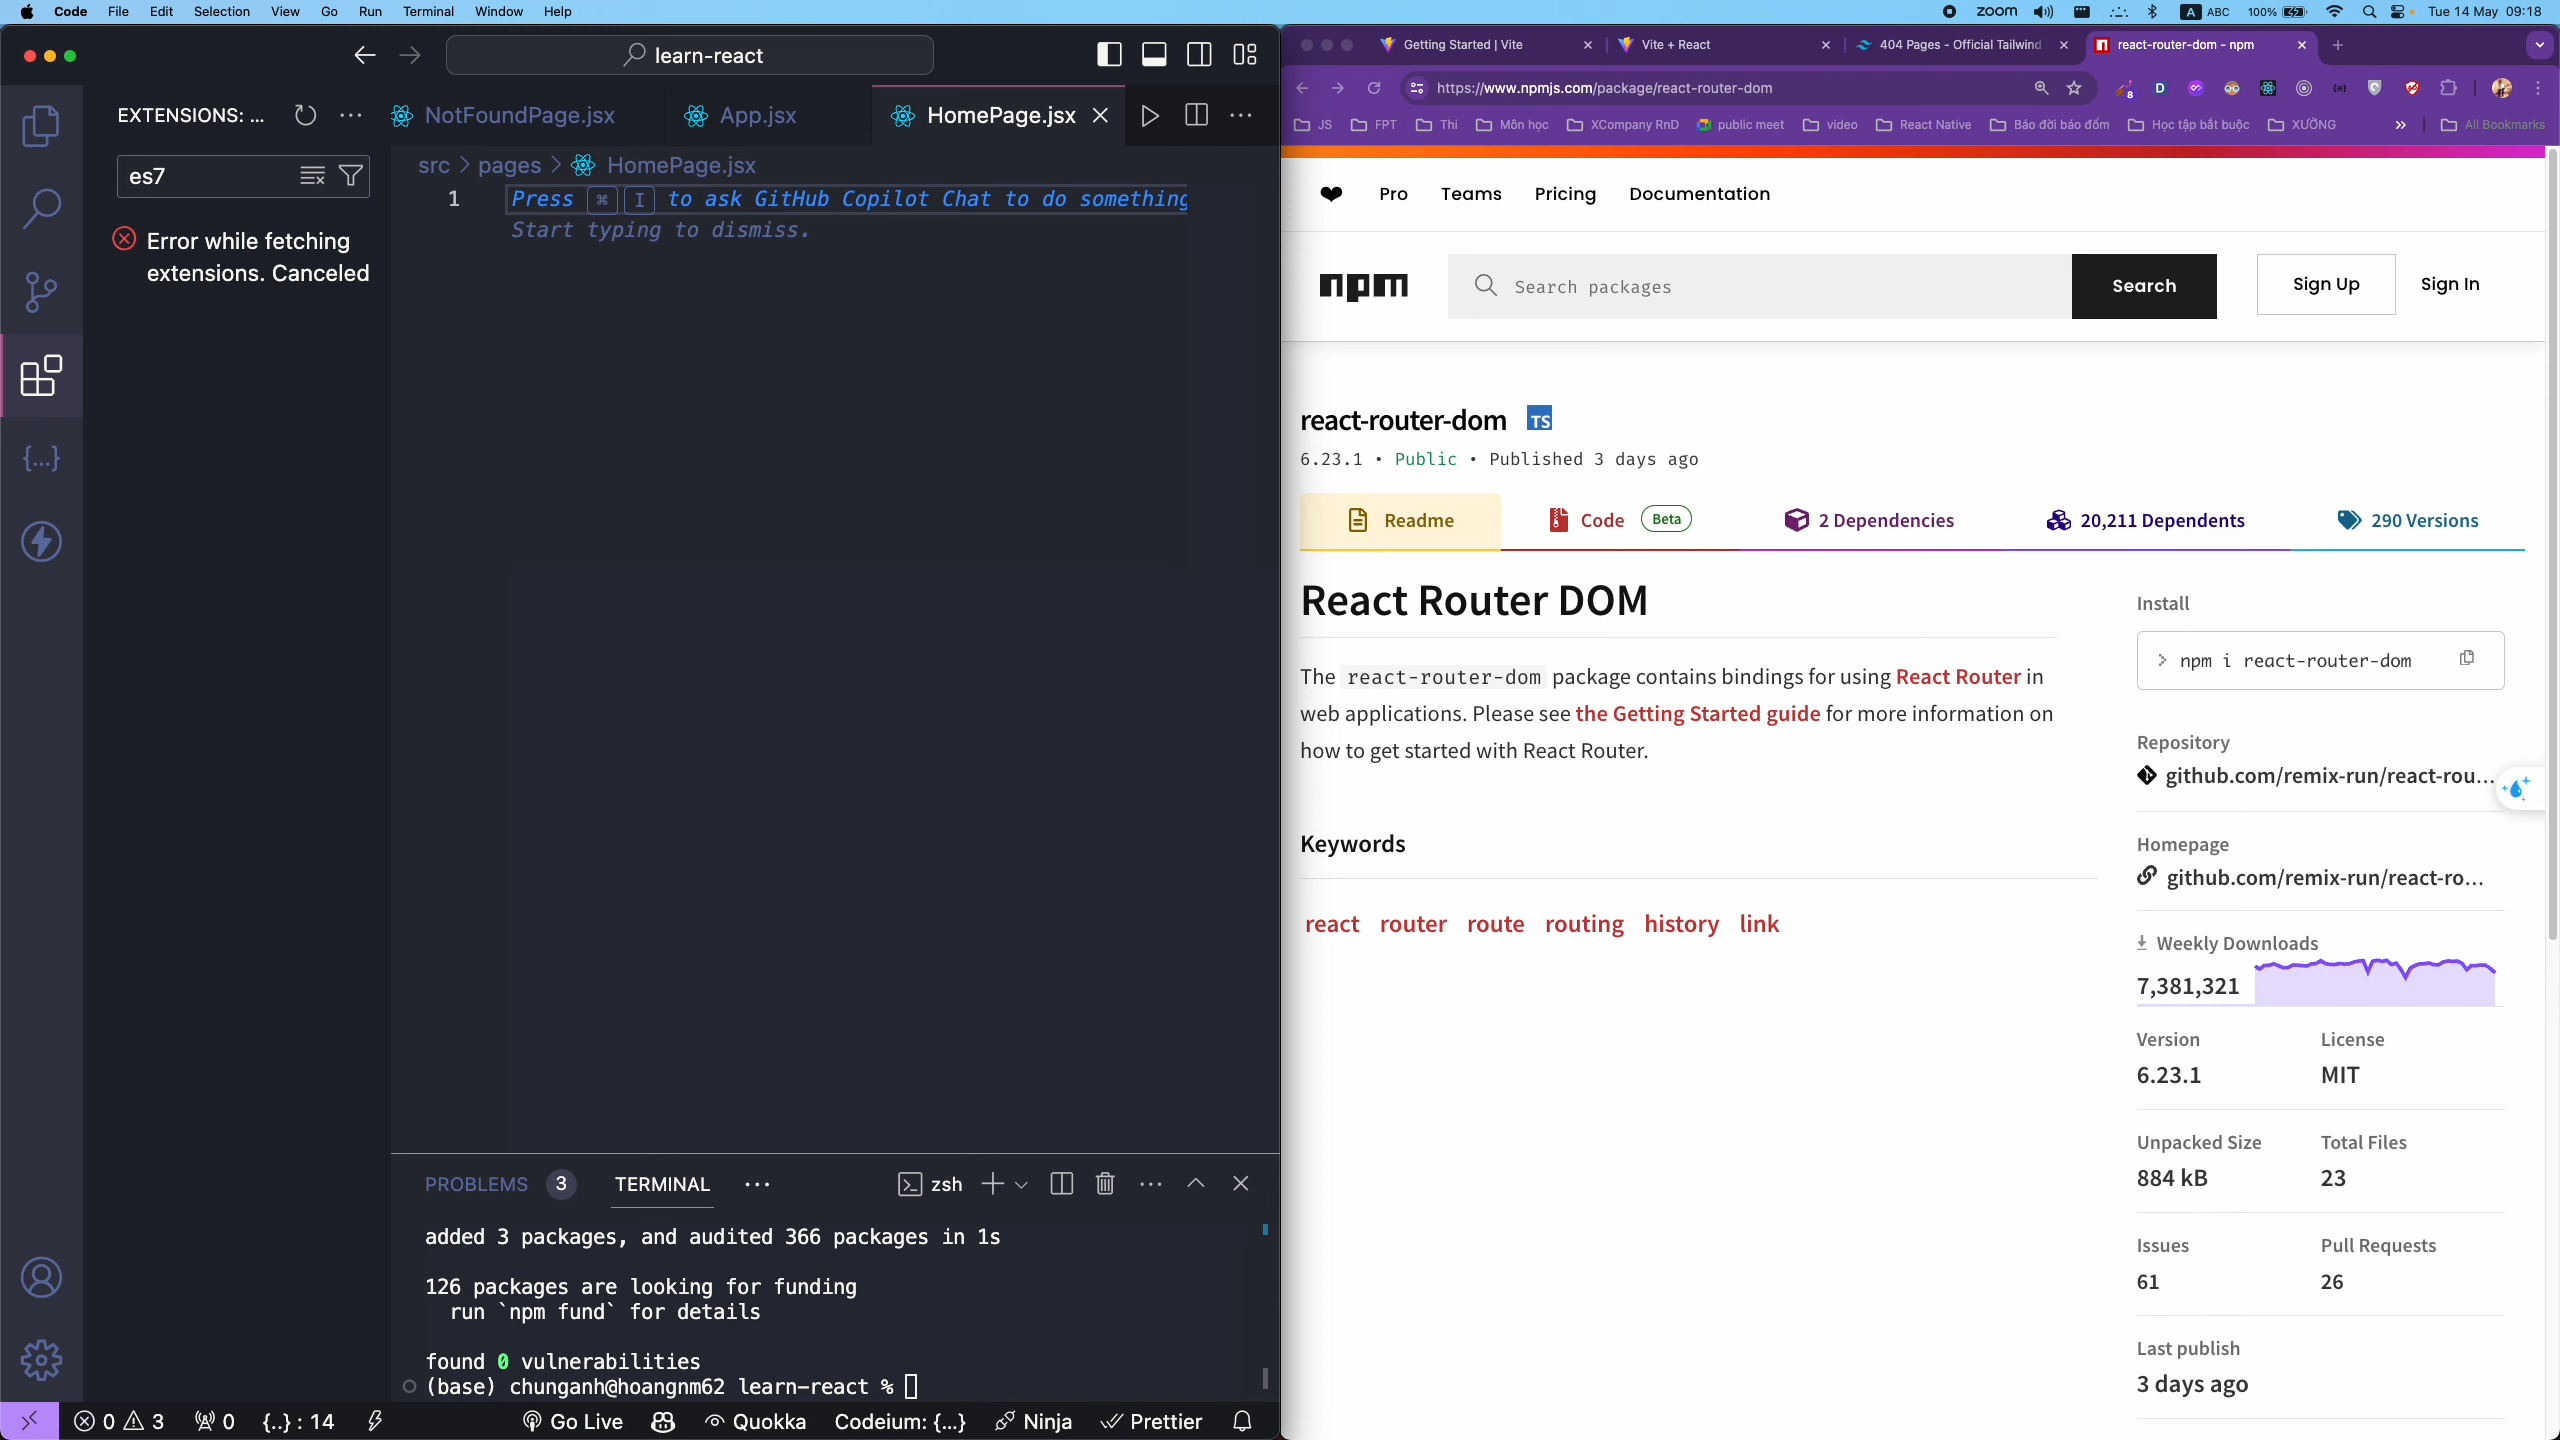 Code File Edit Selection View Go Run Terminal Window Help
zoom A ABC 100% Tue 14 May 09:18
learn-react
EXTENSIONS: ...
NotFoundPage.jsx App.jsx HomePage.jsx
es7
src > pages > HomePage.jsx
Error while fetching
extensions. Canceled
1 Press ⌘ I to ask GitHub Copilot Chat to do something
Start typing to dismiss.
PROBLEMS 3 TERMINAL ··· zsh
added 3 packages, and audited 366 packages in 1s
126 packages are looking for funding
run `npm fund` for details
found 0 vulnerabilities
(base) chunganh@hoangnm62 learn-react %
0 3 0 {..} : 14 Go Live Quokka Codeium: {...} Ninja Prettier
Getting Started | Vite Vite + React 404 Pages - Official Tailwind react-router-dom - npm
https://www.npmjs.com/package/react-router-dom
8 D
JS FPT Thi Môn học XCompany RnD public meet video React Native Báo đời báo đốm Học tập bắt buộc XƯỞNG » All Bookmarks
❤ Pro Teams Pricing Documentation
npm Search packages Search Sign Up Sign In
react-router-dom TS
6.23.1 • Public • Published 3 days ago
Readme Code Beta 2 Dependencies 20,211 Dependents 290 Versions
React Router DOM
The react-router-dom package contains bindings for using React Router in
web applications. Please see the Getting Started guide for more information on
how to get started with React Router.
Keywords
react router route routing history link
Install
> npm i react-router-dom
Repository
github.com/remix-run/react-rou...
Homepage
github.com/remix-run/react-ro...
Weekly Downloads
7,381,321
Version License
6.23.1 MIT
Unpacked Size Total Files
884 kB 23
Issues Pull Requests
61 26
Last publish
3 days ago